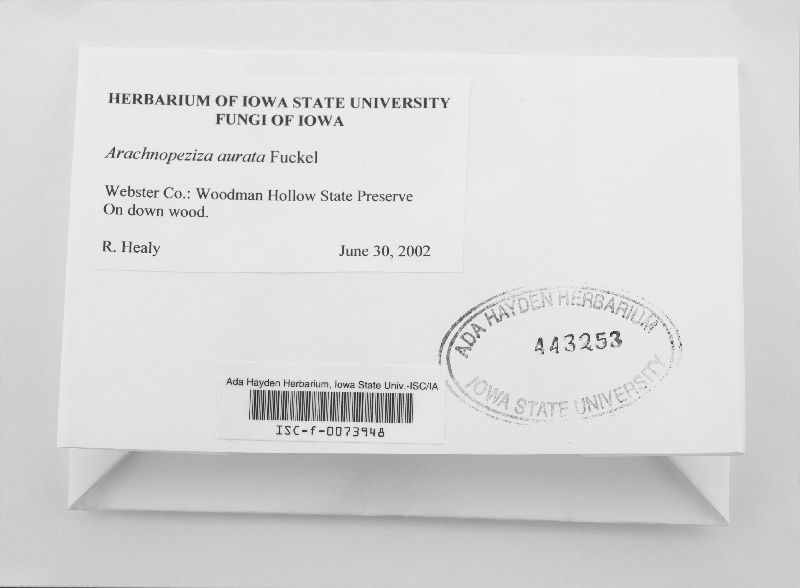 HERBARIUM OF IOWA STATE UNIVERSITY
FUNGI OF IOWA
Arachnopeziza aurata Fuckel
Webster Co.: Woodman Hollow State Preserve
On down wood.
R. Healy June 30, 2002
ADA HAYDEN HERBARIUM
443253
IOWA STATE UNIVERSITY
Ada Hayden Herbarium, Iowa State Univ.-ISC/IA
ISC-f-0073948